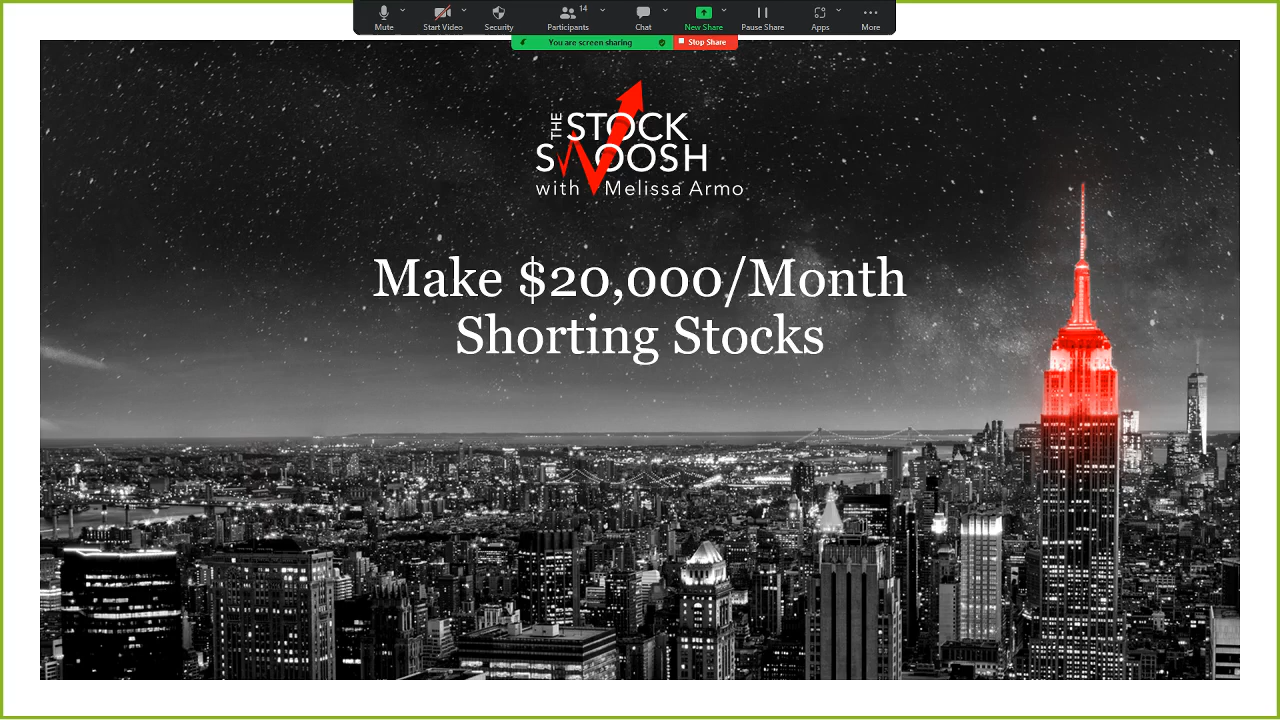 Mute
Start Video
Security
14
Participants
Chat
New Share
Pause Share
Apps
More
You are screen sharing
Stop Share
THE STOCK
SWOOSH
with Melissa Armo
Make $20,000/Month
Shorting Stocks